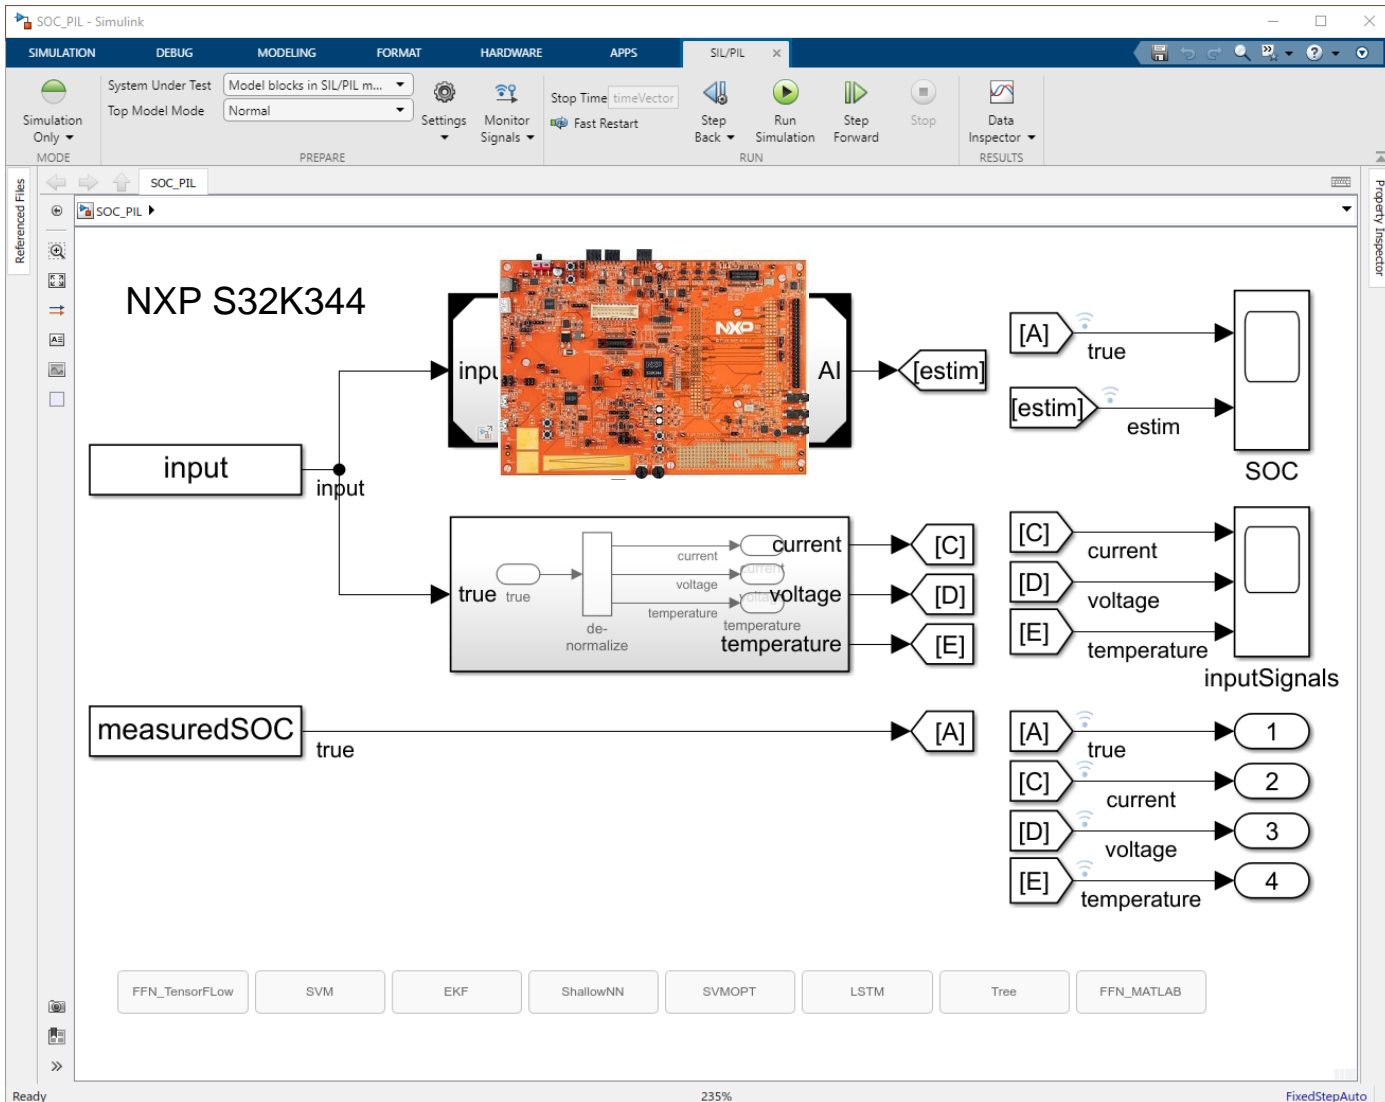 SOC_PIL - Simulink
SIMULATION DEBUG MODELING FORMAT HARDWARE APPS SIL/PIL
Simulation
Only
MODE
System Under Test Model blocks in SIL/PIL m...
Top Model Mode Normal
PREPARE
Settings
Monitor
Signals
Stop Time timeVector
Fast Restart
Step
Back
Run
Simulation
Step
Forward
Stop
RUN
Data
Inspector
RESULTS
Referenced Files
Property Inspector
SOC_PIL
SOC_PIL
NXP S32K344
input
input
inpu
NXP
AI
[estim]
true
true
de-
normalize
current
voltage
temperature
current
voltage
temperature
current
voltage
temperature
[C]
[D]
[E]
measuredSOC
true
[A]
[A]
true
[estim]
estim
SOC
[C]
current
[D]
voltage
[E]
temperature
inputSignals
[A]
true
1
[C]
current
2
[D]
voltage
3
[E]
temperature
4
FFN_TensorFLow SVM EKF ShallowNN SVMOPT LSTM Tree FFN_MATLAB
Ready 235% FixedStepAuto